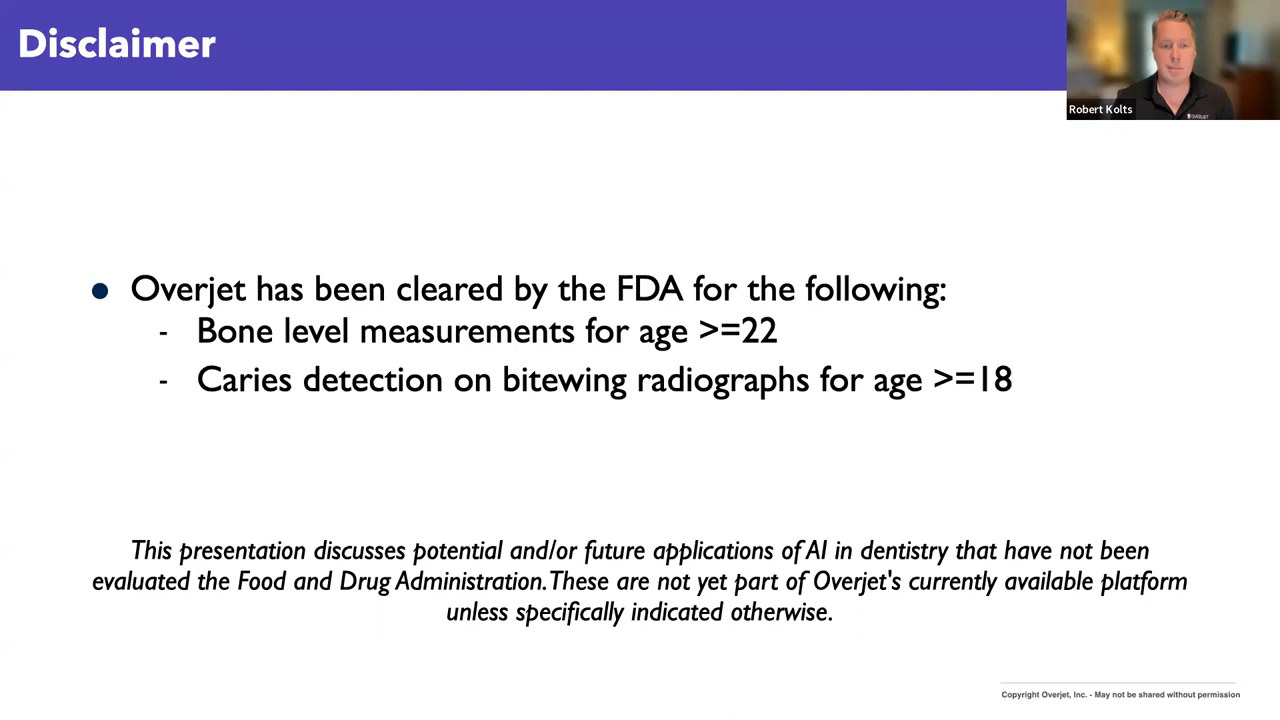 Disclaimer
Robert Kolts
OVERJET
● Overjet has been cleared by the FDA for the following:
- Bone level measurements for age >=22
- Caries detection on bitewing radiographs for age >=18
This presentation discusses potential and/or future applications of AI in dentistry that have not been
evaluated the Food and Drug Administration. These are not yet part of Overjet's currently available platform
unless specifically indicated otherwise.
Copyright Overjet, Inc. - May not be shared without permission